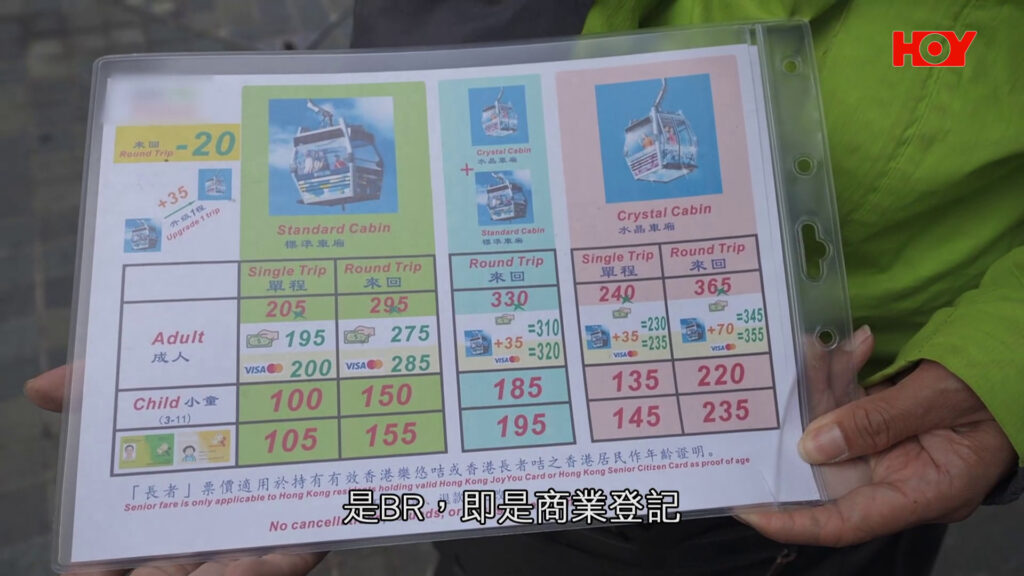 HOY
來回
Round Trip -20
+35
升級1程
Upgrade 1 trip
Standard Cabin
標準車廂
Crystal Cabin
水晶車廂
+
Standard Cabin
標準車廂
Crystal Cabin
水晶車廂
Single Trip Round Trip Round Trip Single Trip Round Trip
單程 來回 來回 單程 來回
205 295 330 240 365
Adult
成人
195 275 =310 =230 =345
+35 +35 +70
VISA 200 VISA 285 =320 =235 =355
VISA VISA VISA
Child 小童
(3-11)
100 150 185 135 220
105 155 195 145 235
「長者」票價適用於持有有效香港樂悠咭或香港長者咭之香港居民作年齡證明。
Senior fare is only applicable to Hong Kong residents holding valid Hong Kong JoyYou Card or Hong Kong Senior Citizen Card as proof of age
No
是BR，即是商業登記